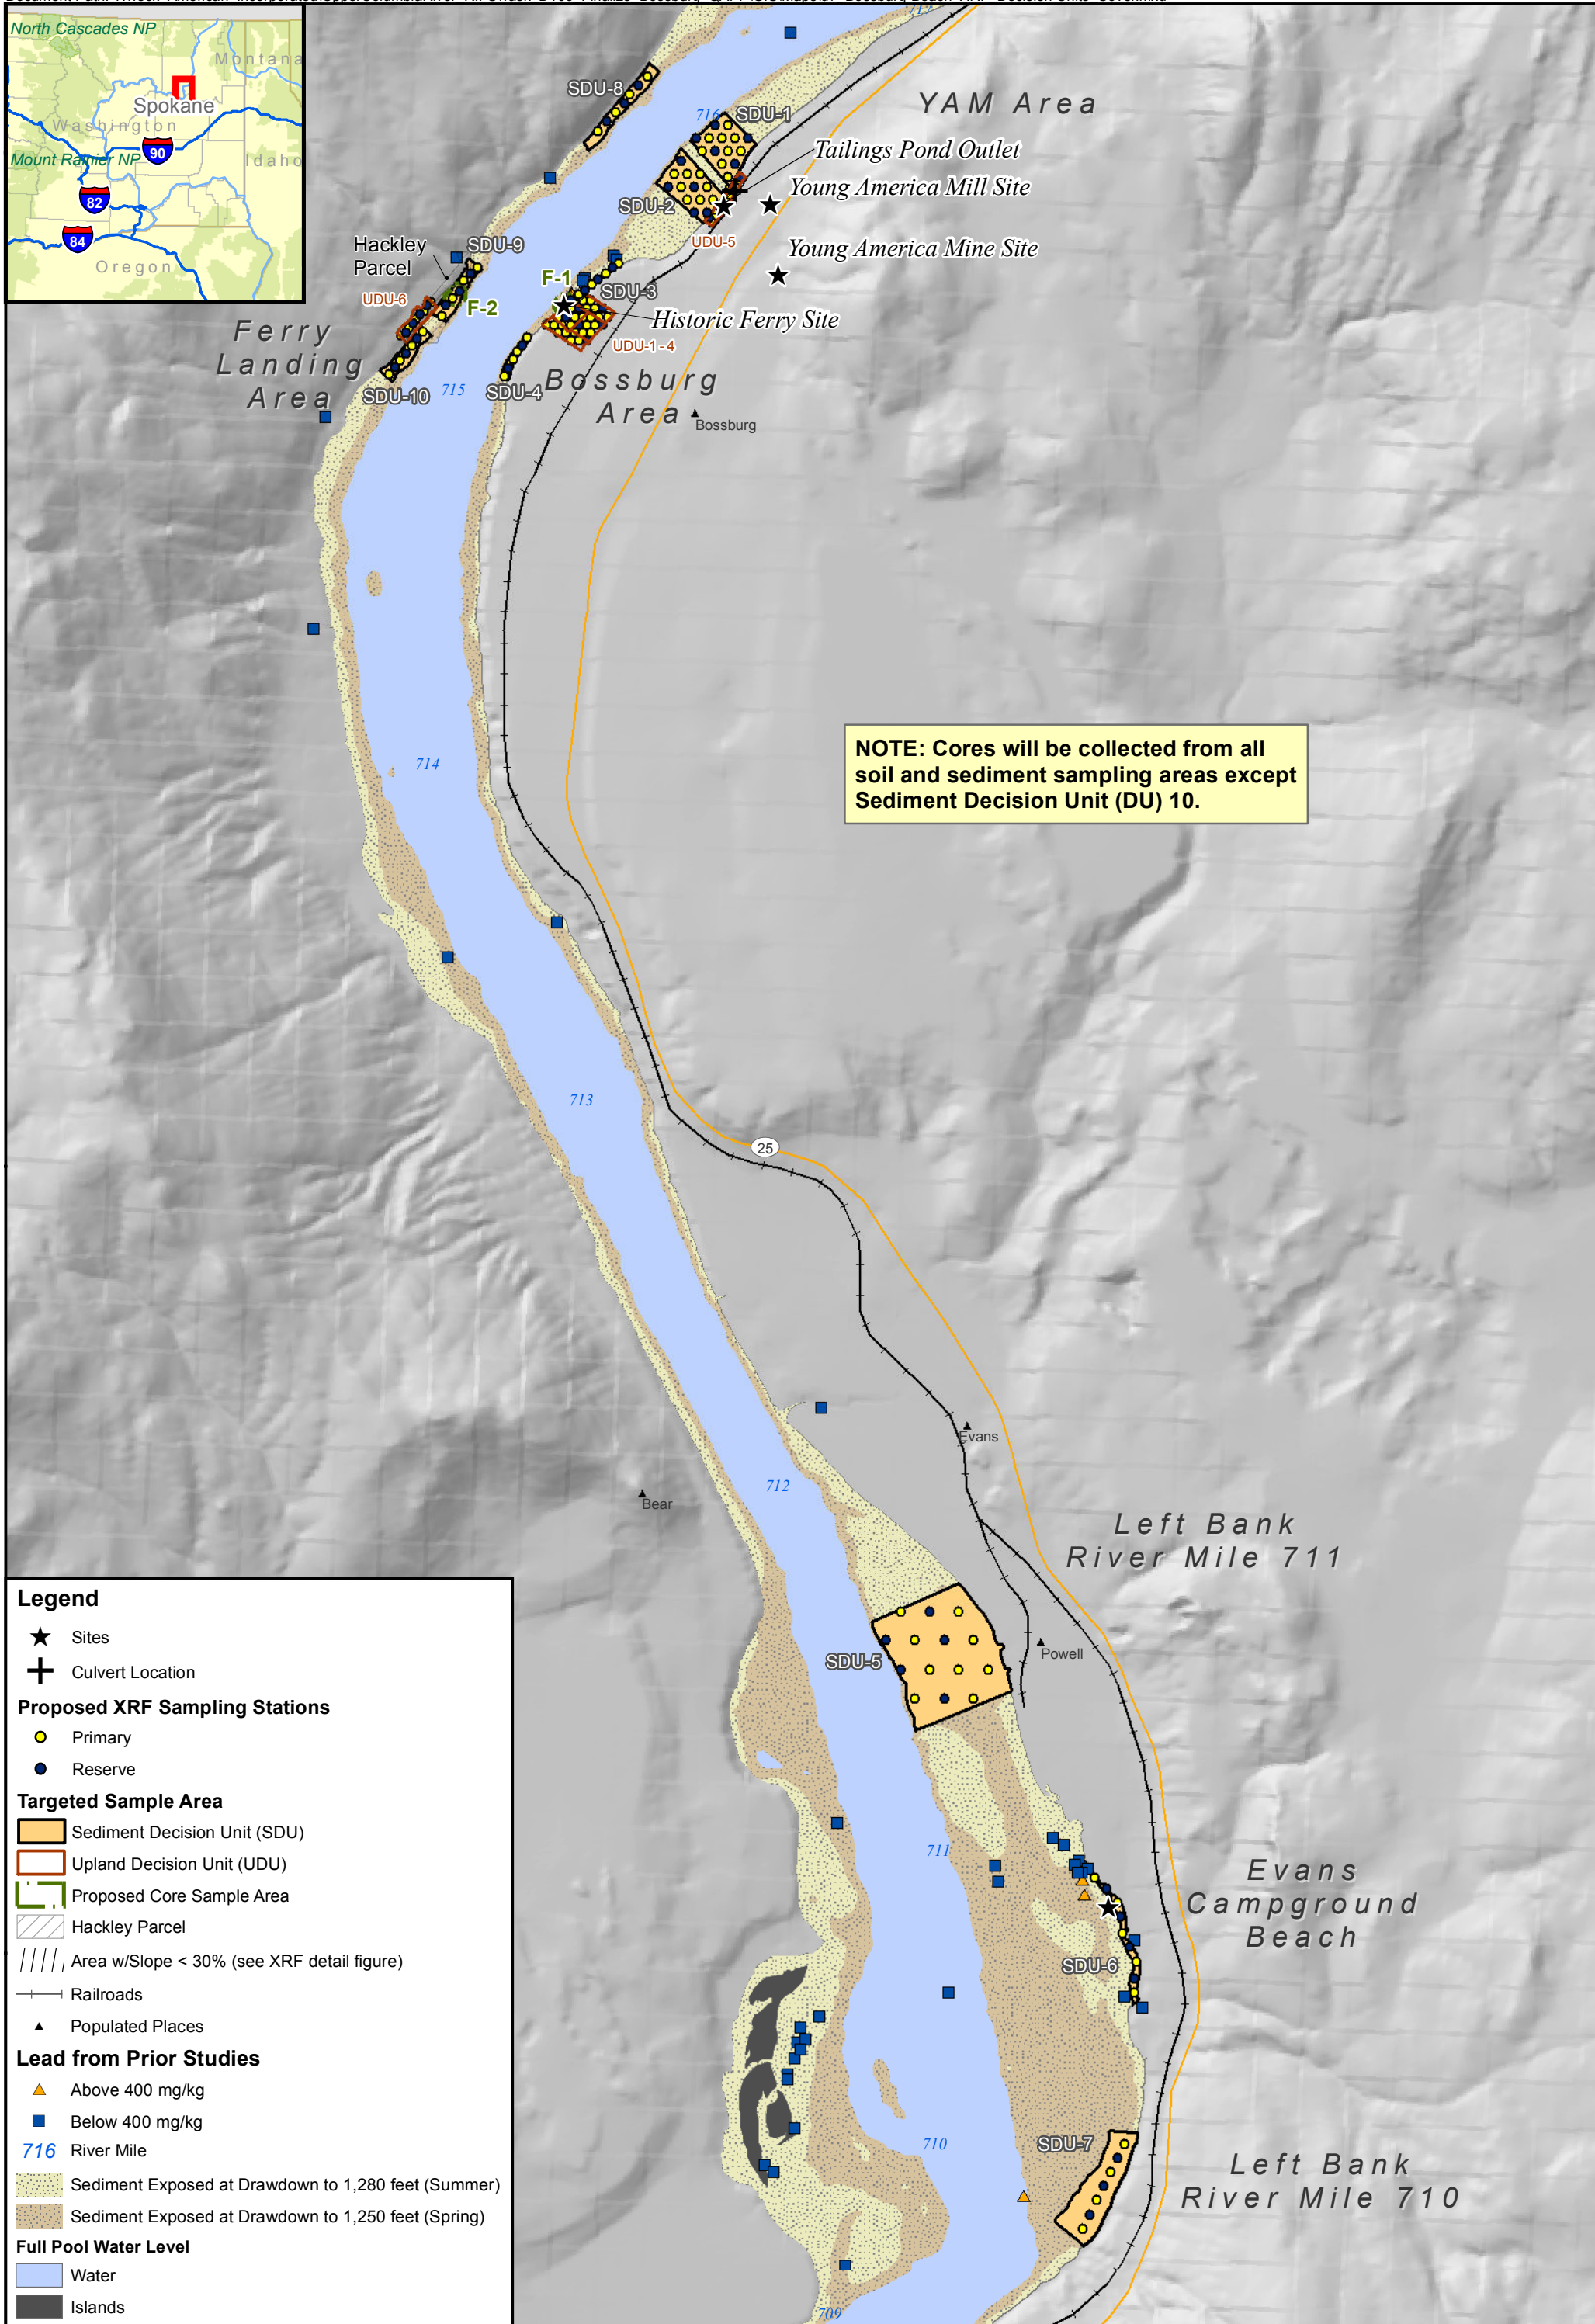 North Cascades NP
Montana
Spokane
Washington
90
Mount Rainier NP
Idaho
82
84
Oregon
717
SDU-8
716
SDU-1
YAM Area
Tailings Pond Outlet
Young America Mill Site
SDU-2
UDU-5
Young America Mine Site
Hackley
Parcel
SDU-9
F-1
UDU-6
F-2
SDU-3
Historic Ferry Site
Ferry
Landing
Area
UDU-1 - 4
SDU-10
715
SDU-4
Bossburg
Area
Bossburg
NOTE: Cores will be collected from all
soil and sediment sampling areas except
Sediment Decision Unit (DU) 10.
714
713
25
Evans
712
Bear
Left Bank
River Mile 711
SDU-5
Powell
711
Evans
Campground
Beach
SDU-6
710
SDU-7
Left Bank
River Mile 710
709
Legend
Sites
Culvert Location
Proposed XRF Sampling Stations
Primary
Reserve
Targeted Sample Area
Sediment Decision Unit (SDU)
Upland Decision Unit (UDU)
Proposed Core Sample Area
Hackley Parcel
Area w/Slope < 30% (see XRF detail figure)
Railroads
Populated Places
Lead from Prior Studies
Above 400 mg/kg
Below 400 mg/kg
716 River Mile
Sediment Exposed at Drawdown to 1,280 feet (Summer)
Sediment Exposed at Drawdown to 1,250 feet (Spring)
Full Pool Water Level
Water
Islands